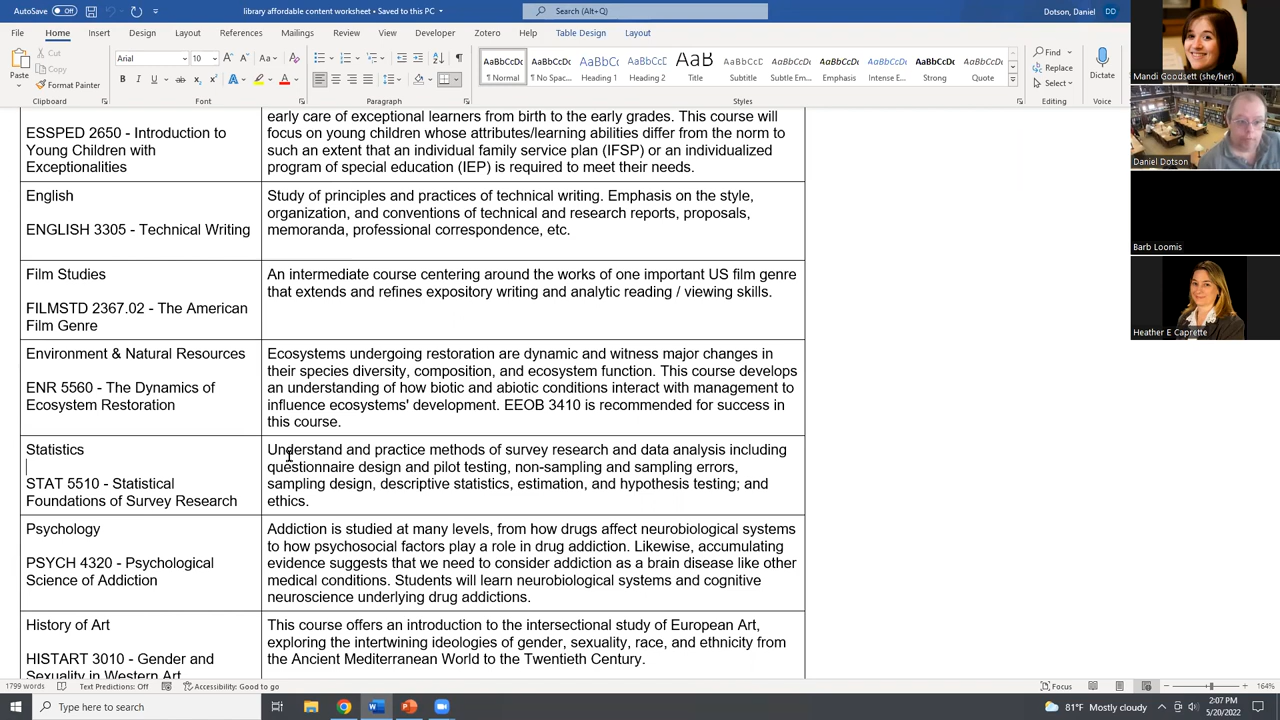 AutoSave Off library affordable content worksheet • Saved to this PC Search (Alt+Q) Dotson, Daniel DD
File Home Insert Design Layout References Mailings Review View Developer Zotero Help Table Design Layout
Paste Cut Copy Format Painter Arial 10 Find Replace Select Dictate
AaBbCcDc AaBbCcDc AaBbC AaBbCcD AaB AaBbCcD AaBbCcDt AaBbCcDt AaBbCcDt AaBbCcDc AaBbCcDt
¶ Normal ¶ No Spac... Heading 1 Heading 2 Title Subtitle Subtle Em... Emphasis Intense E... Strong Quote
Clipboard Font Paragraph Styles Editing Voice
early care of exceptional learners from birth to the early grades. This course will
ESSPED 2650 - Introduction to focus on young children whose attributes/learning abilities differ from the norm to
Young Children with such an extent that an individual family service plan (IFSP) or an individualized
Exceptionalities program of special education (IEP) is required to meet their needs.
English
ENGLISH 3305 - Technical Writing
Study of principles and practices of technical writing. Emphasis on the style,
organization, and conventions of technical and research reports, proposals,
memoranda, professional correspondence, etc.
Film Studies
FILMSTD 2367.02 - The American
Film Genre
An intermediate course centering around the works of one important US film genre
that extends and refines expository writing and analytic reading / viewing skills.
Environment & Natural Resources
ENR 5560 - The Dynamics of
Ecosystem Restoration
Ecosystems undergoing restoration are dynamic and witness major changes in
their species diversity, composition, and ecosystem function. This course develops
an understanding of how biotic and abiotic conditions interact with management to
influence ecosystems' development. EEOB 3410 is recommended for success in
this course.
Statistics
STAT 5510 - Statistical
Foundations of Survey Research
Understand and practice methods of survey research and data analysis including
questionnaire design and pilot testing, non-sampling and sampling errors,
sampling design, descriptive statistics, estimation, and hypothesis testing; and
ethics.
Psychology
PSYCH 4320 - Psychological
Science of Addiction
Addiction is studied at many levels, from how drugs affect neurobiological systems
to how psychosocial factors play a role in drug addiction. Likewise, accumulating
evidence suggests that we need to consider addiction as a brain disease like other
medical conditions. Students will learn neurobiological systems and cognitive
neuroscience underlying drug addictions.
History of Art
HISTART 3010 - Gender and
Sexuality in Western Art
This course offers an introduction to the intersectional study of European Art,
exploring the intertwining ideologies of gender, sexuality, race, and ethnicity from
the Ancient Mediterranean World to the Twentieth Century.
Mandi Goodsett (she/her)
Daniel Dotson
Barb Loomis
Heather E Caprette
1799 words Text Predictions: Off Accessibility: Good to go Focus 164%
Type here to search 81°F Mostly cloudy 2:07 PM
5/20/2022